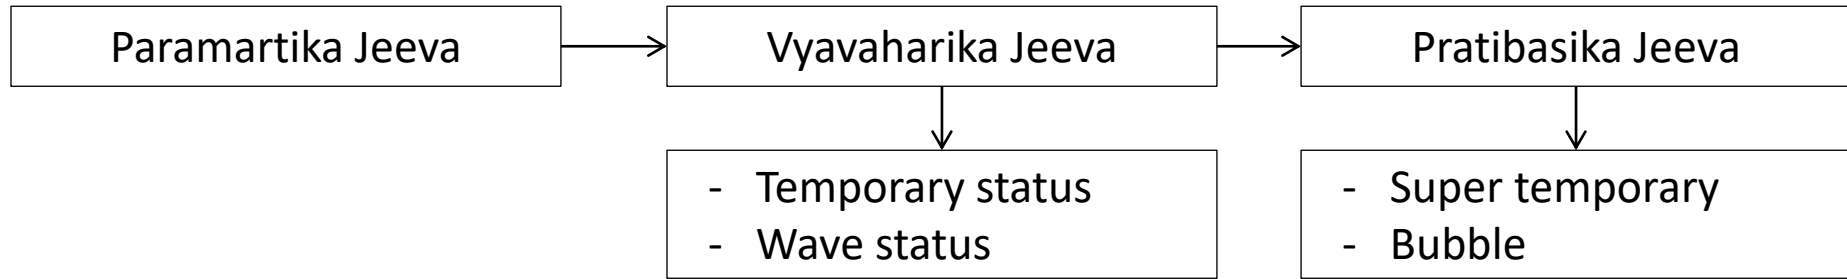 Paramartika Jeeva
Vyavaharika Jeeva
Pratibasika Jeeva
- Temporary status
- Wave status
- Super temporary
- Bubble